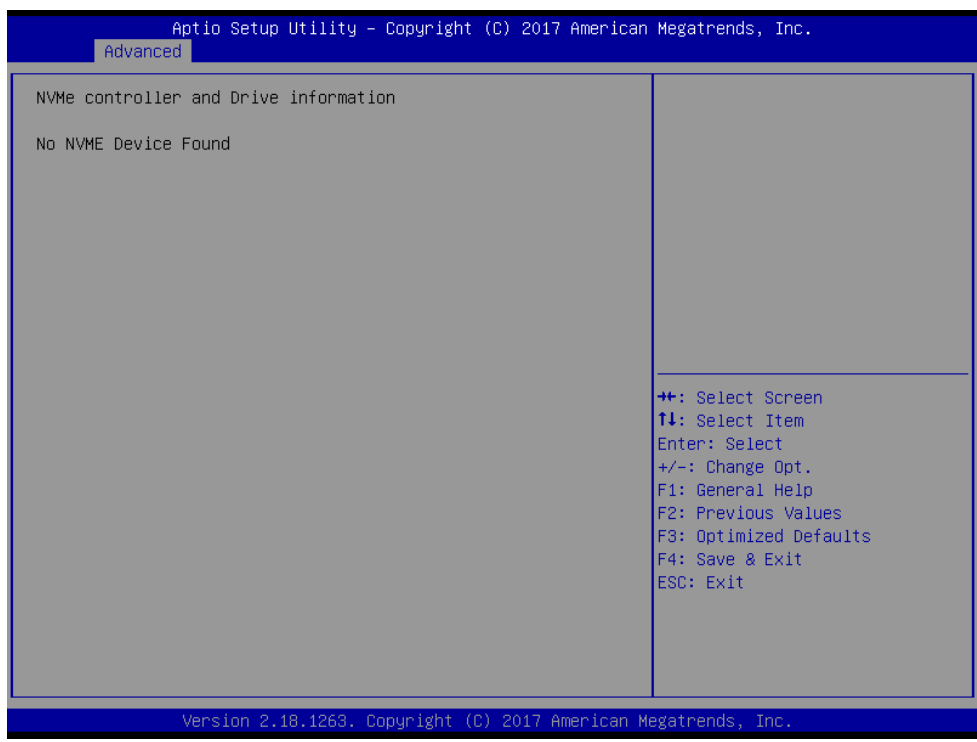 Aptio Setup Utility – Copyright (C) 2017 American Megatrends, Inc.
Advanced
NVMe controller and Drive information
No NVME Device Found
→←: Select Screen
↑↓: Select Item
Enter: Select
+/-: Change Opt.
F1: General Help
F2: Previous Values
F3: Optimized Defaults
F4: Save & Exit
ESC: Exit
Version 2.18.1263. Copyright (C) 2017 American Megatrends, Inc.